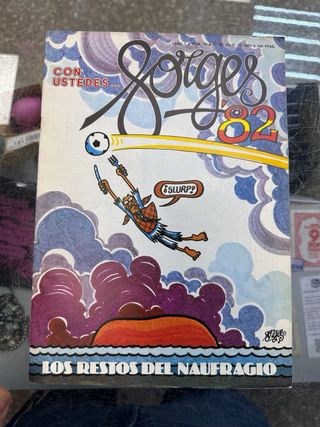 CON
USTEDES...
Forges
'82
¡SLURP!
LOS RESTOS DEL NAUFRAGIO